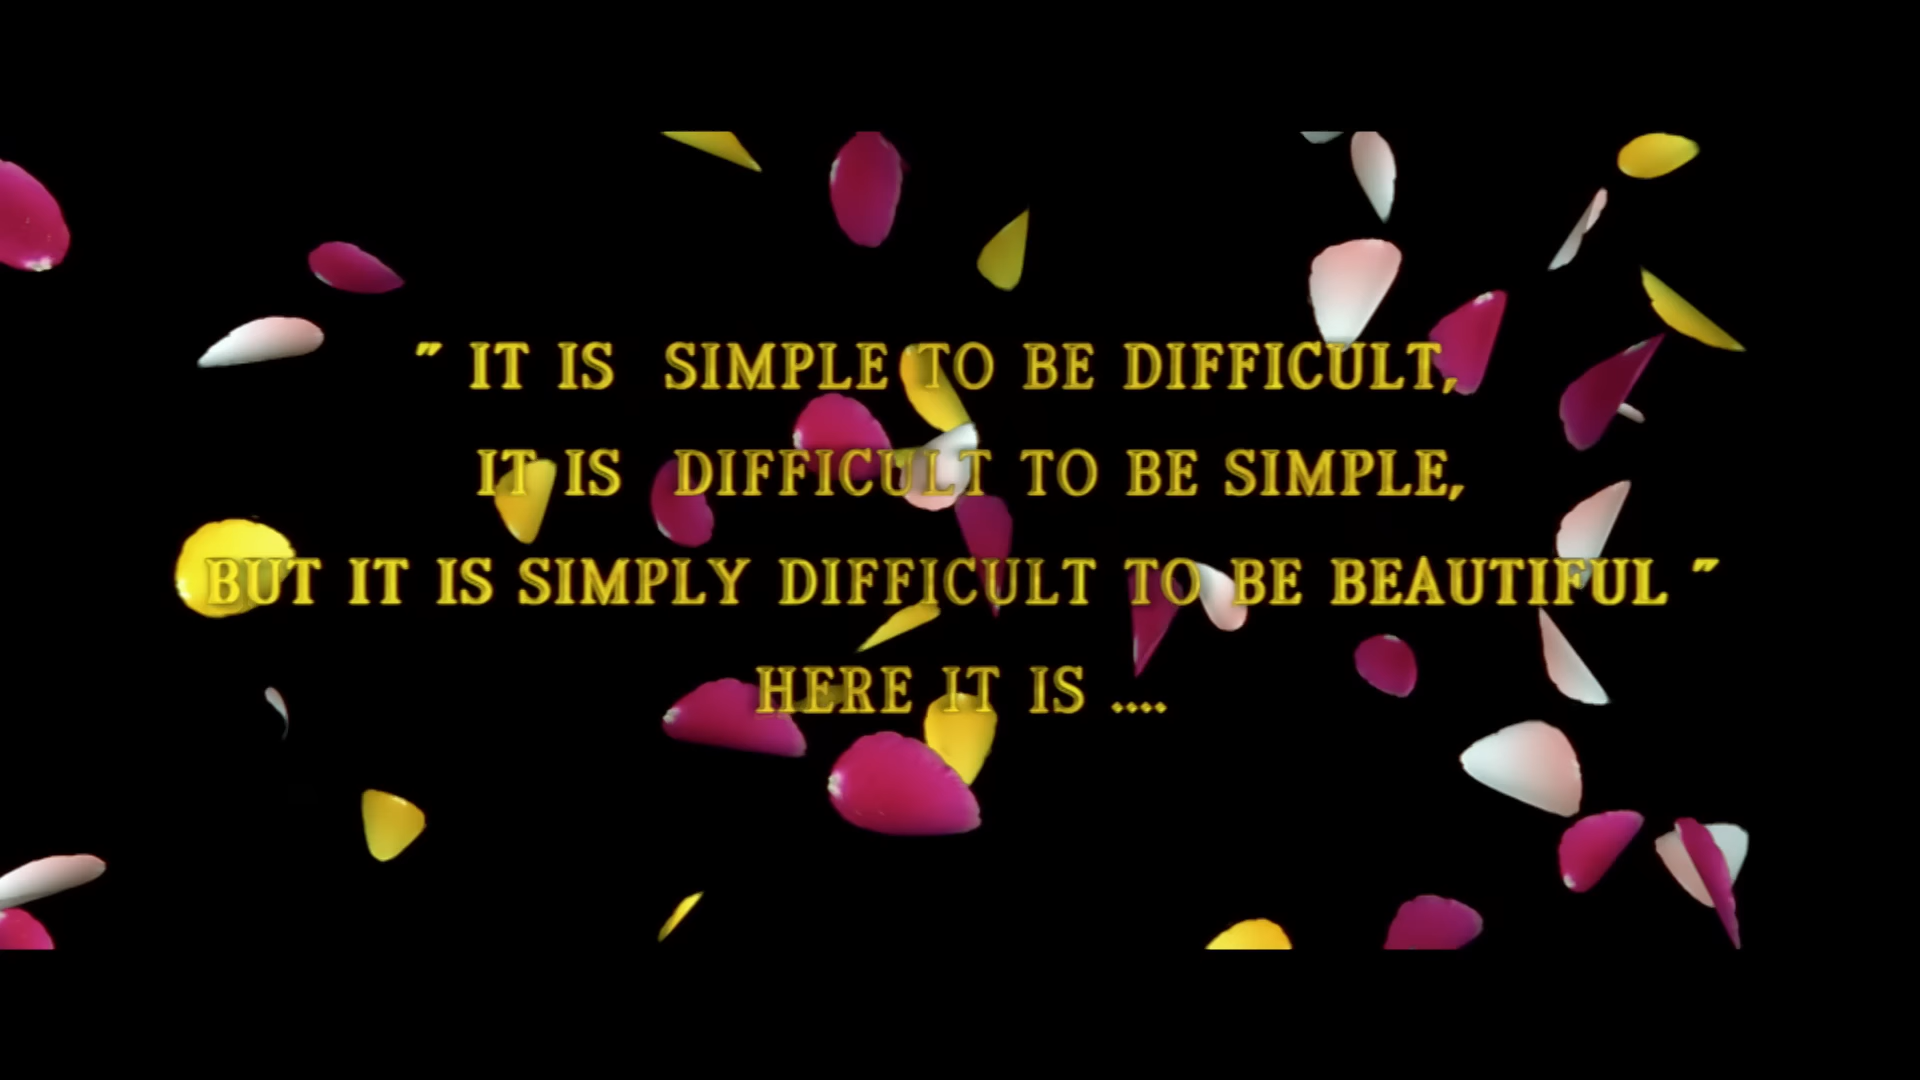 " IT IS SIMPLE TO BE DIFFICULT,
IT IS DIFFICULT TO BE SIMPLE,
BUT IT IS SIMPLY DIFFICULT TO BE BEAUTIFUL "
HERE IT IS ....